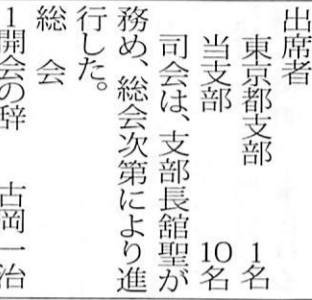 出席者
東京都支部 1名
当支部 10名
司会は、支部長舘聖が
務め、総会次第により進
行した。
総 会
1開会の辞 古岡一治